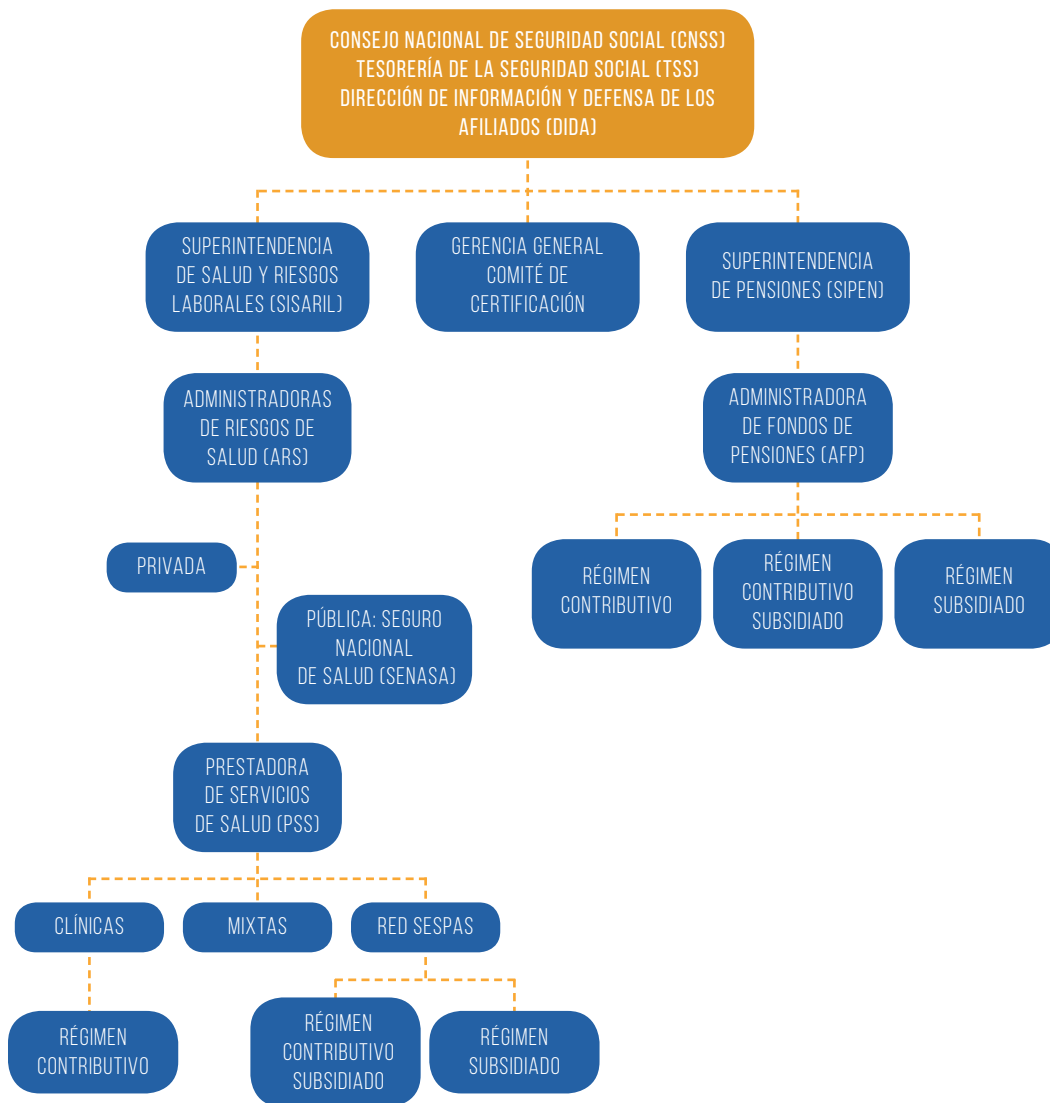 CONSEJO NACIONAL DE SEGURIDAD SOCIAL (CNSS)
TESORERÍA DE LA SEGURIDAD SOCIAL (TSS)
DIRECCIÓN DE INFORMACIÓN Y DEFENSA DE LOS
AFILIADOS (DIDA)
SUPERINTENDENCIA
DE SALUD Y RIESGOS
LABORALES (SISARIL)
GERENCIA GENERAL
COMITÉ DE
CERTIFICACIÓN
SUPERINTENDENCIA
DE PENSIONES (SIPEN)
ADMINISTRADORAS
DE RIESGOS DE
SALUD (ARS)
ADMINISTRADORA
DE FONDOS DE
PENSIONES (AFP)
PRIVADA
PÚBLICA: SEGURO
NACIONAL
DE SALUD (SENASA)
RÉGIMEN
CONTRIBUTIVO
RÉGIMEN
CONTRIBUTIVO
SUBSIDIADO
RÉGIMEN
SUBSIDIADO
PRESTADORA
DE SERVICIOS
DE SALUD (PSS)
CLÍNICAS
MIXTAS
RED SESPAS
RÉGIMEN
CONTRIBUTIVO
RÉGIMEN
CONTRIBUTIVO
SUBSIDIADO
RÉGIMEN
SUBSIDIADO